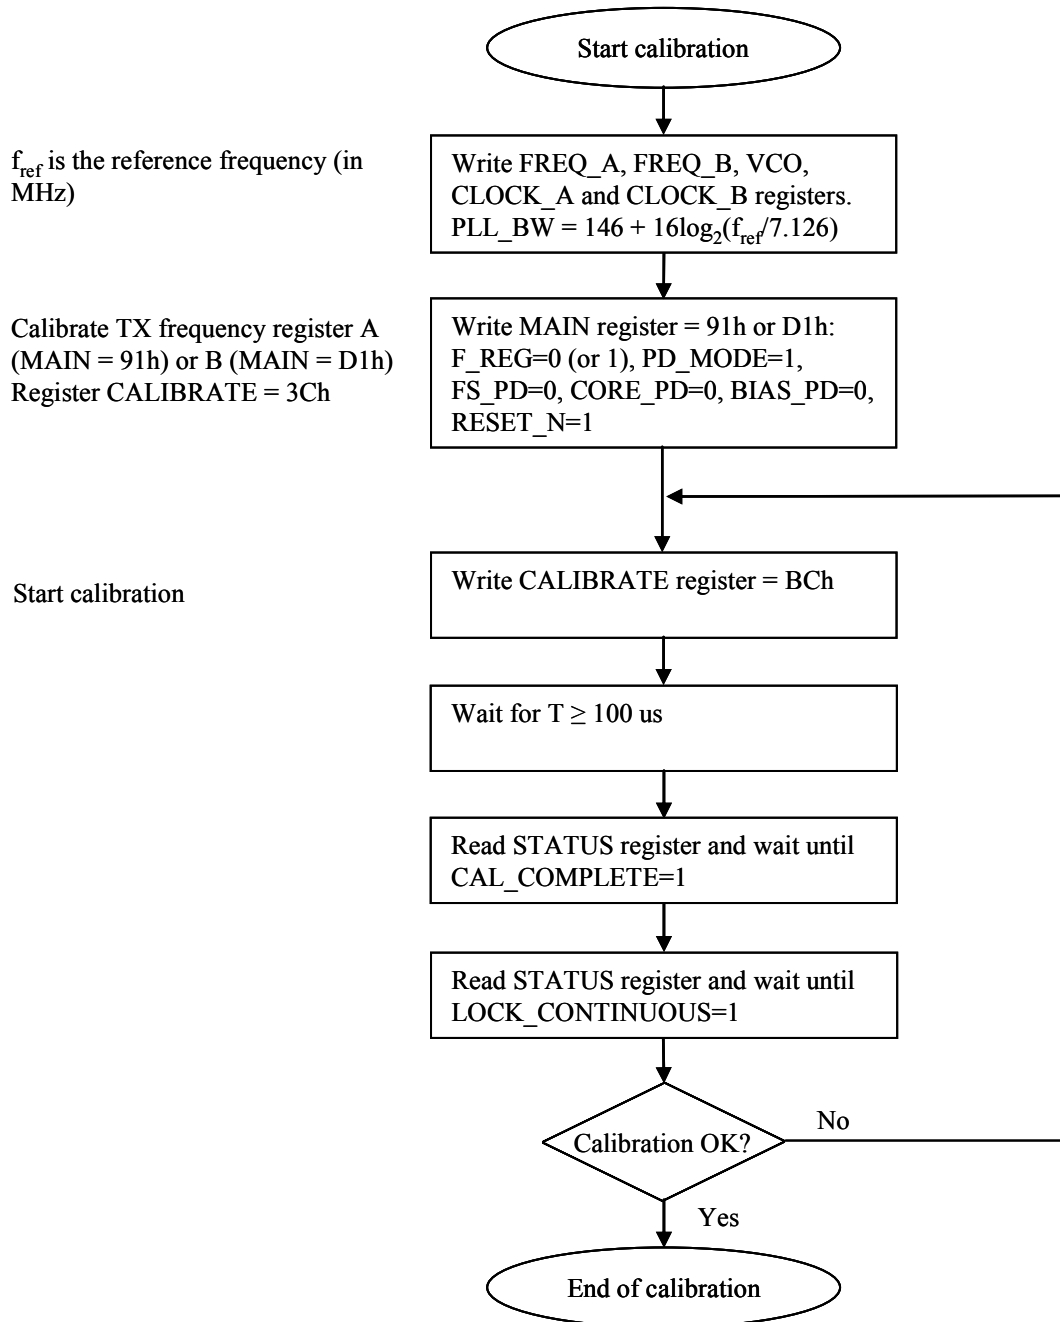 Start calibration
f_ref is the reference frequency (in
MHz)
Write FREQ_A, FREQ_B, VCO,
CLOCK_A and CLOCK_B registers.
PLL_BW = 146 + 16log₂(f_ref/7.126)
Calibrate TX frequency register A
(MAIN = 91h) or B (MAIN = D1h)
Register CALIBRATE = 3Ch
Write MAIN register = 91h or D1h:
F_REG=0 (or 1), PD_MODE=1,
FS_PD=0, CORE_PD=0, BIAS_PD=0,
RESET_N=1
Start calibration
Write CALIBRATE register = BCh
Wait for T ≥ 100 us
Read STATUS register and wait until
CAL_COMPLETE=1
Read STATUS register and wait until
LOCK_CONTINUOUS=1
Calibration OK?
No
Yes
End of calibration